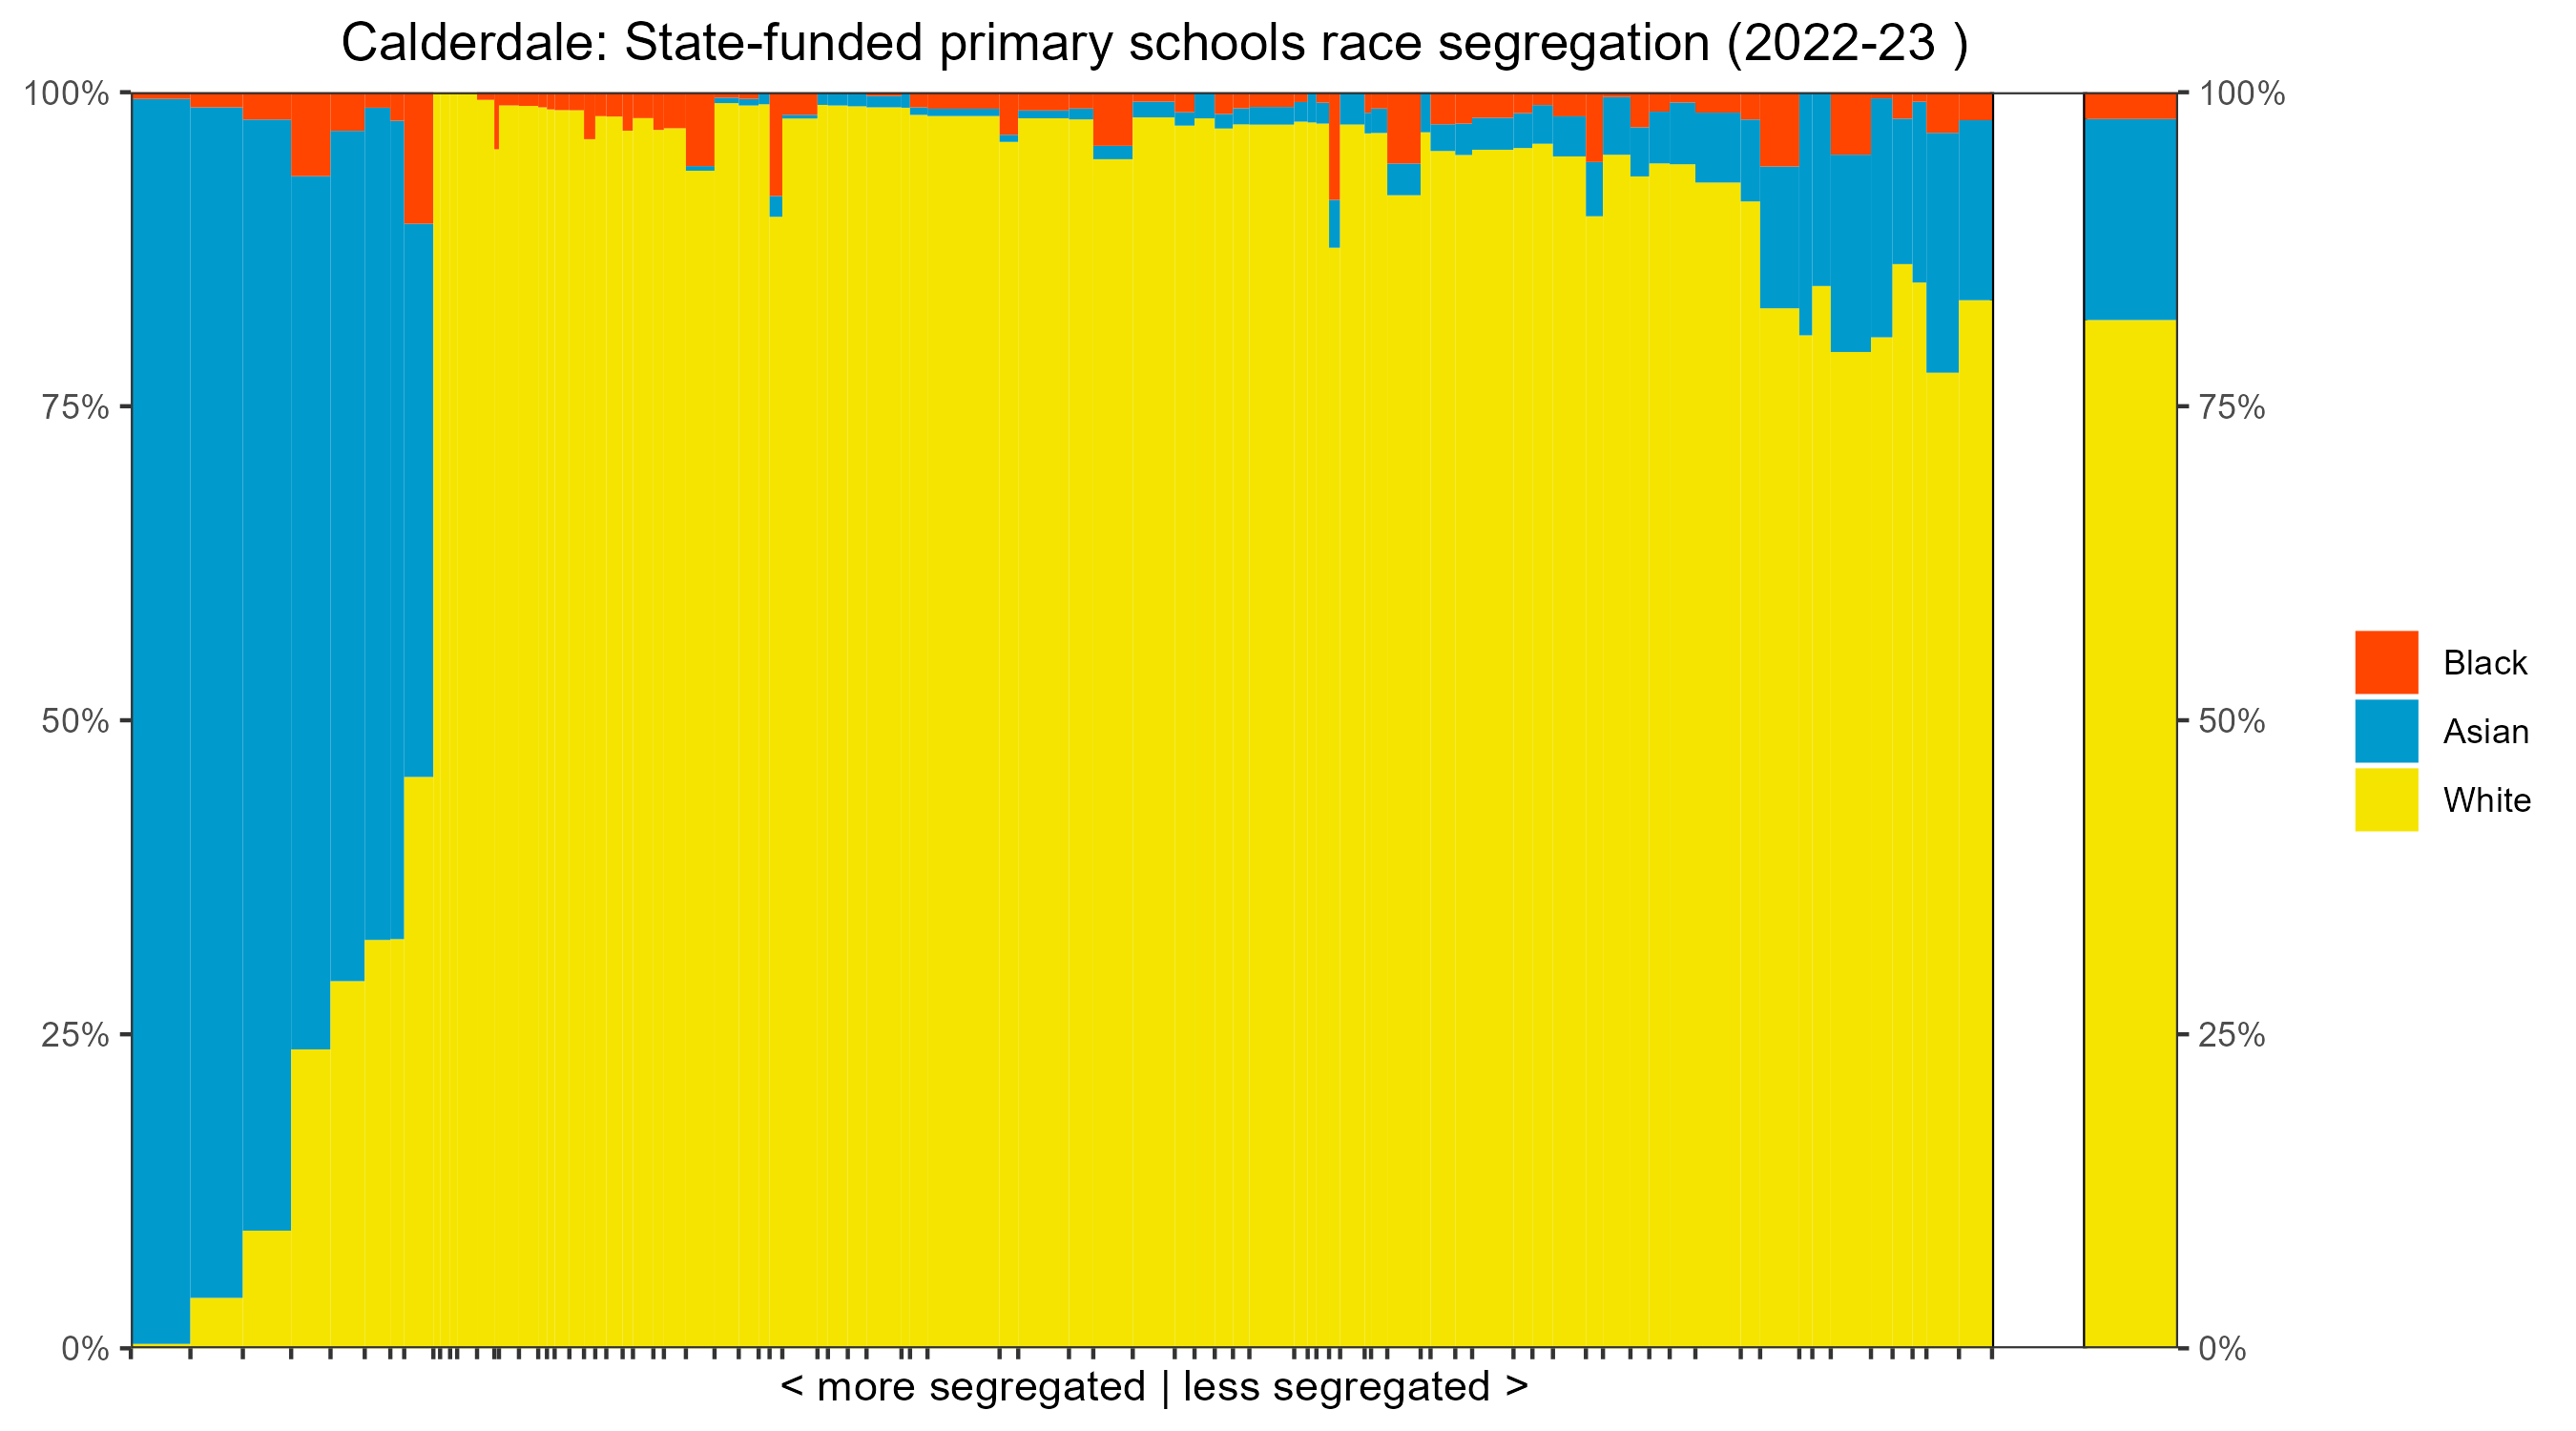 Calderdale: State-funded primary schools race segregation (2022-23 )
100%
75%
50%
25%
0%
100%
75%
50%
25%
0%
Black
Asian
White
< more segregated | less segregated >